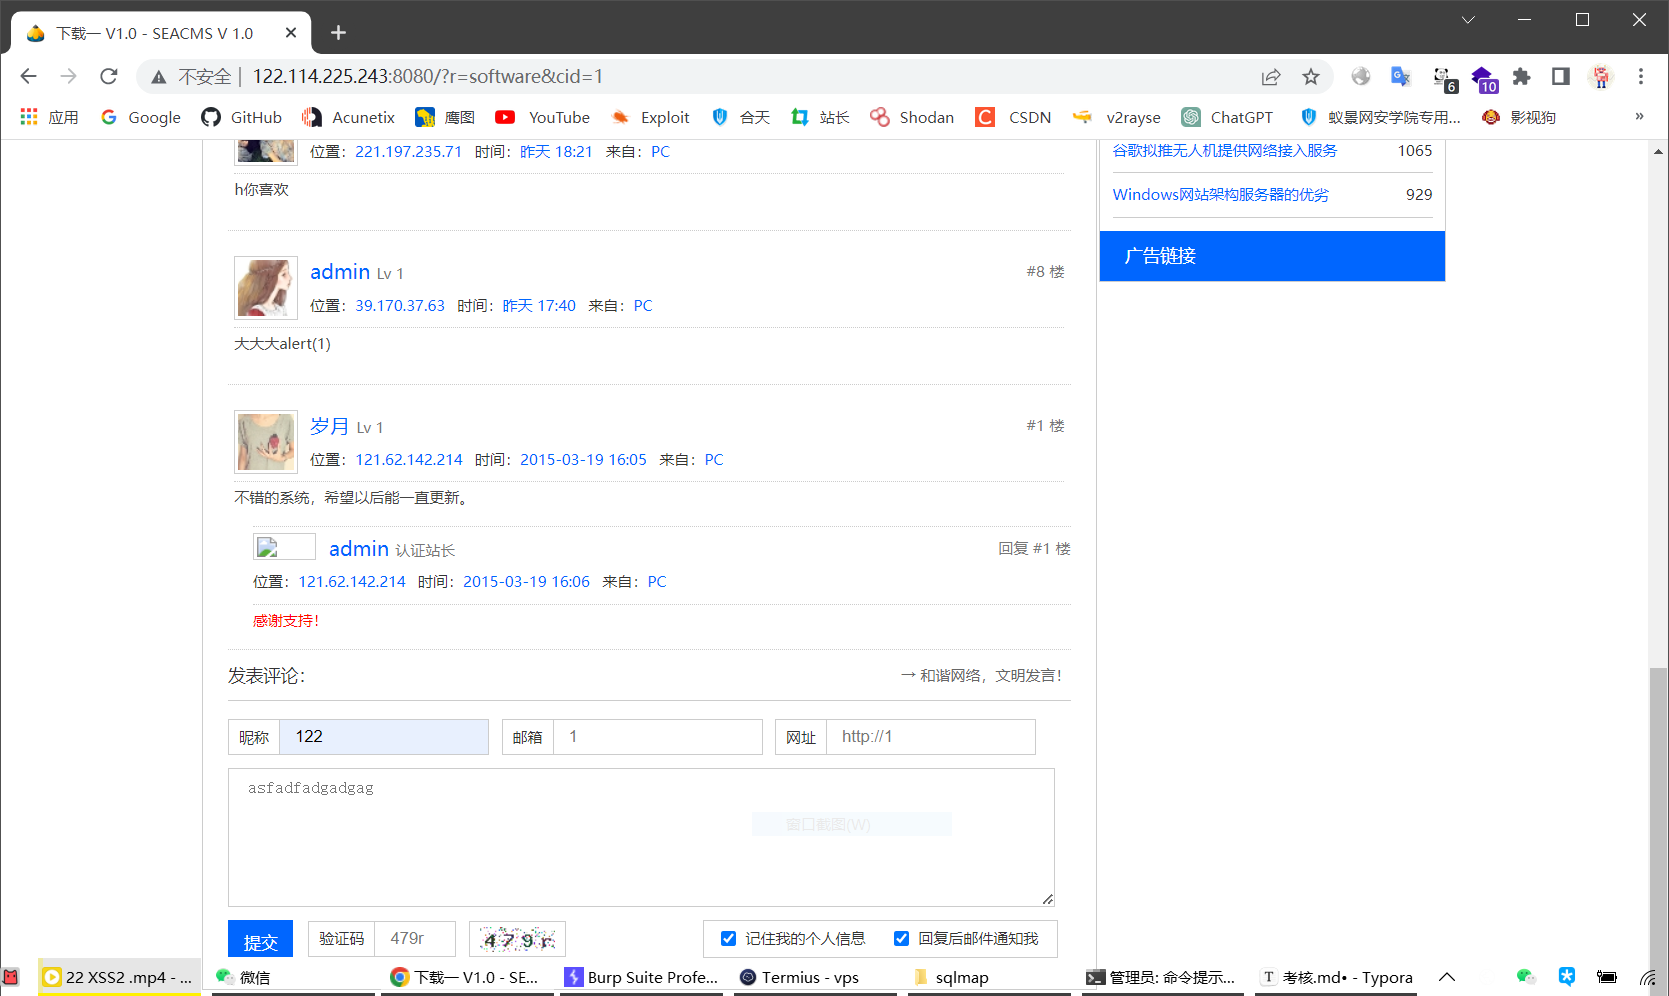 下载一 V1.0 - SEACMS V 1.0
不安全 | 122.114.225.243:8080/?r=software&cid=1
6
10
应用 Google GitHub Acunetix 鹰图 YouTube Exploit 合天 站长 Shodan CSDN v2rayse ChatGPT 蚁景网安学院专用... 影视狗 »
位置：221.197.235.71 时间：昨天 18:21 来自：PC
h你喜欢
admin Lv 1 #8 楼
位置：39.170.37.63 时间：昨天 17:40 来自：PC
大大大alert(1)
岁月 Lv 1 #1 楼
位置：121.62.142.214 时间：2015-03-19 16:05 来自：PC
不错的系统，希望以后能一直更新。
admin 认证站长 回复 #1 楼
位置：121.62.142.214 时间：2015-03-19 16:06 来自：PC
感谢支持！
发表评论： → 和谐网络，文明发言！
昵称 122 邮箱 1 网址 http://1
asfadfadgadgag
窗口截图(W)
提交 验证码 479r 479r 记住我的个人信息 回复后邮件通知我
谷歌拟推无人机提供网络接入服务 1065
Windows网站架构服务器的优劣 929
广告链接
22 XSS2 .mp4 - ... 微信 下载一 V1.0 - SE... Burp Suite Profe... Termius - vps sqlmap 管理员: 命令提示... 考核.md• - Typora